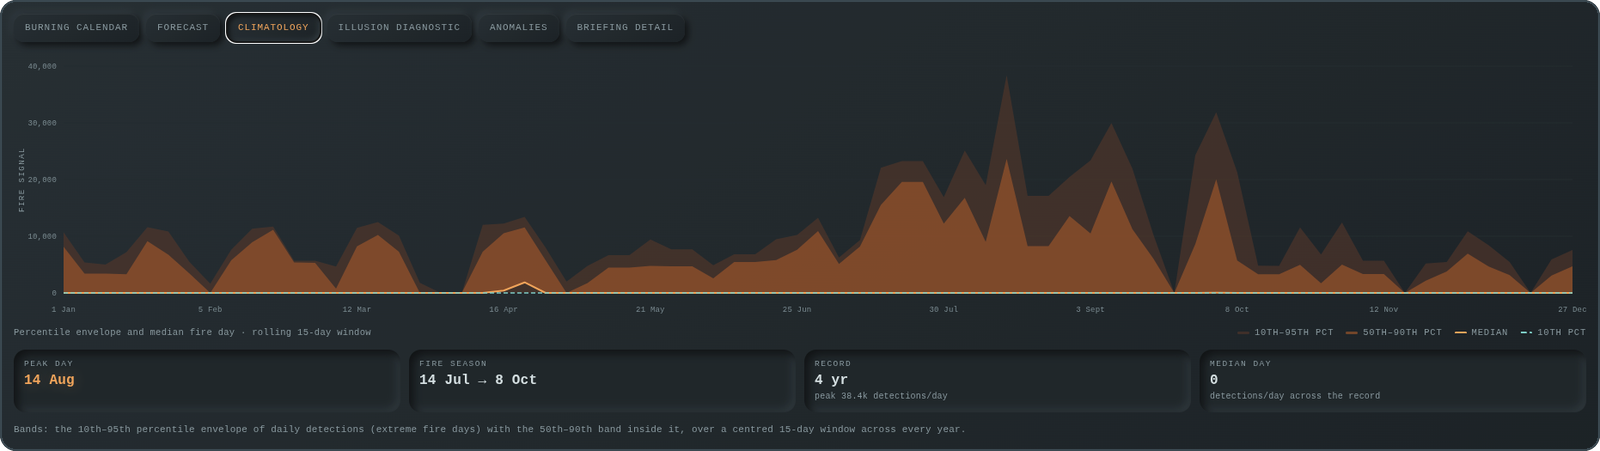 BURNING CALENDAR FORECAST CLIMATOLOGY ILLUSION DIAGNOSTIC ANOMALIES BRIEFING DETAIL
40,000
30,000
20,000
10,000
0
FIRE SIGNAL
1 Jan 5 Feb 12 Mar 16 Apr 21 May 25 Jun 30 Jul 3 Sept 8 Oct 12 Nov 27 Dec
Percentile envelope and median fire day · rolling 15-day window
10TH–95TH PCT 50TH–90TH PCT MEDIAN 10TH PCT
PEAK DAY
14 Aug
FIRE SEASON
14 Jul → 8 Oct
RECORD
4 yr
peak 38.4k detections/day
MEDIAN DAY
0
detections/day across the record
Bands: the 10th–95th percentile envelope of daily detections (extreme fire days) with the 50th–90th band inside it, over a centred 15-day window across every year.